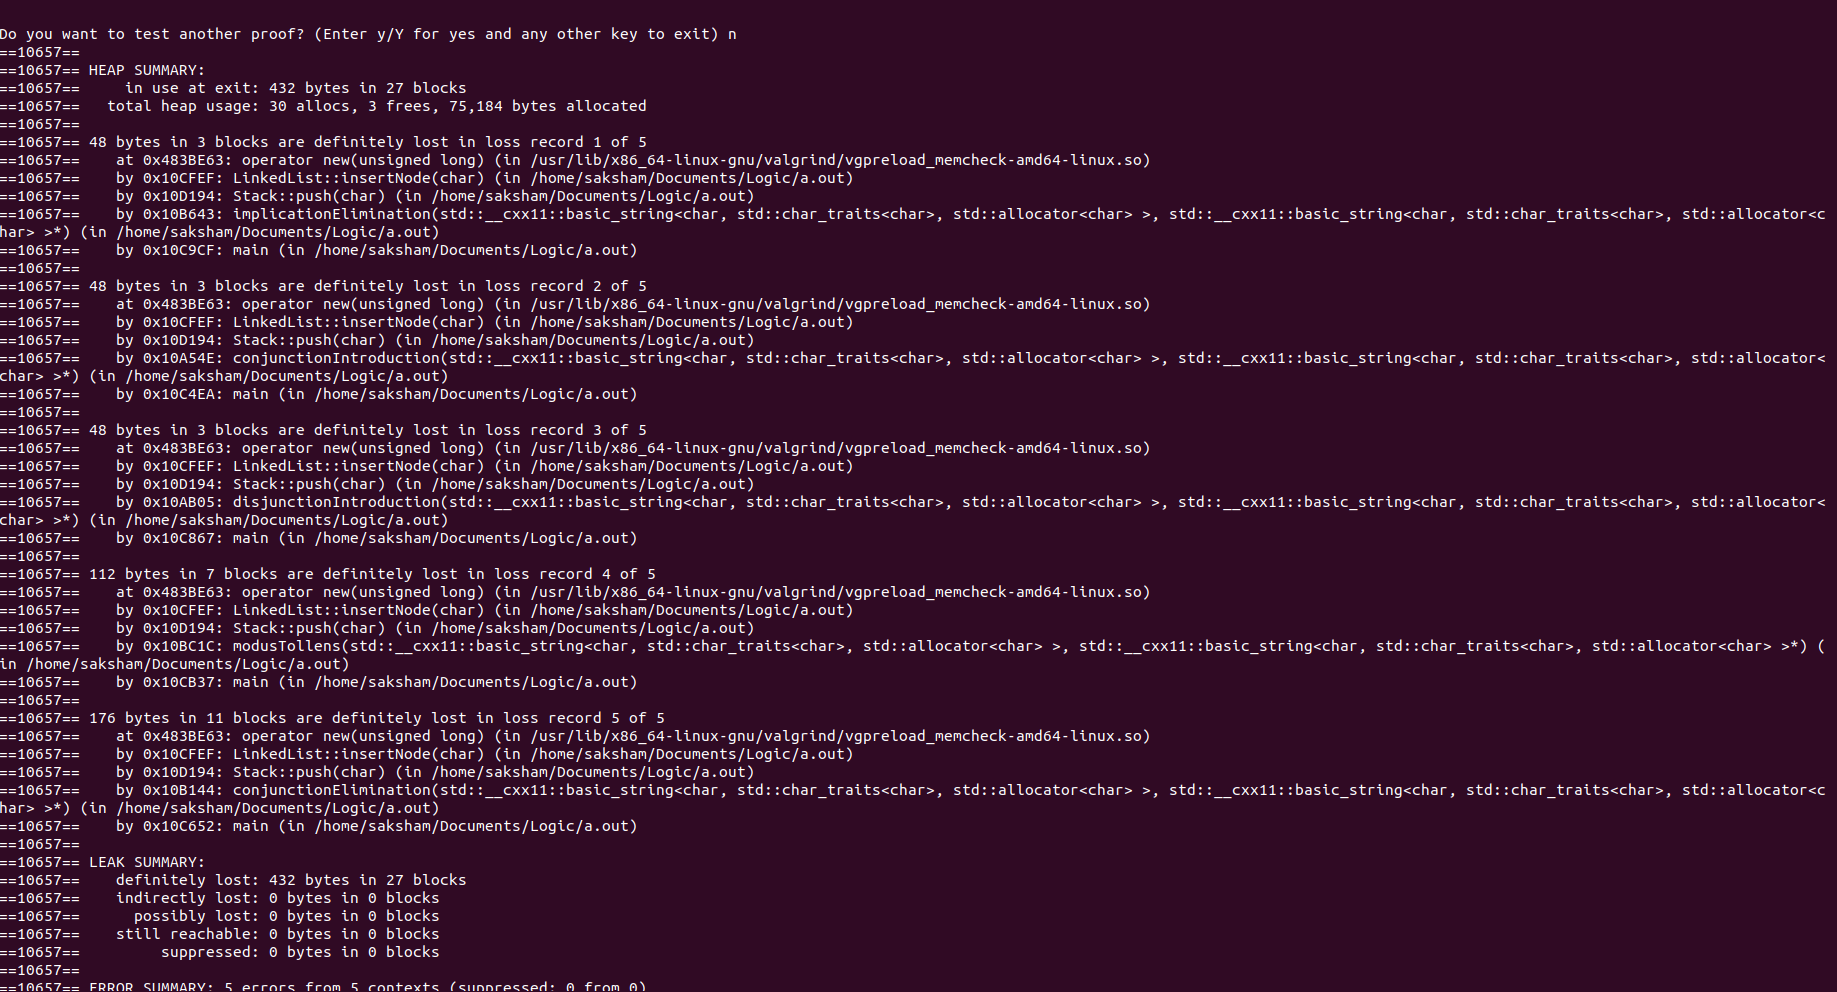 Do you want to test another proof? (Enter y/Y for yes and any other key to exit) n
==10657==
==10657== HEAP SUMMARY:
==10657==     in use at exit: 432 bytes in 27 blocks
==10657==   total heap usage: 30 allocs, 3 frees, 75,184 bytes allocated
==10657==
==10657== 48 bytes in 3 blocks are definitely lost in loss record 1 of 5
==10657==    at 0x483BE63: operator new(unsigned long) (in /usr/lib/x86_64-linux-gnu/valgrind/vgpreload_memcheck-amd64-linux.so)
==10657==    by 0x10CFEF: LinkedList::insertNode(char) (in /home/saksham/Documents/Logic/a.out)
==10657==    by 0x10D194: Stack::push(char) (in /home/saksham/Documents/Logic/a.out)
==10657==    by 0x10B643: implicationElimination(std::__cxx11::basic_string<char, std::char_traits<char>, std::allocator<char> >, std::__cxx11::basic_string<char, std::char_traits<char>, std::allocator<c
har> >*) (in /home/saksham/Documents/Logic/a.out)
==10657==    by 0x10C9CF: main (in /home/saksham/Documents/Logic/a.out)
==10657==
==10657== 48 bytes in 3 blocks are definitely lost in loss record 2 of 5
==10657==    at 0x483BE63: operator new(unsigned long) (in /usr/lib/x86_64-linux-gnu/valgrind/vgpreload_memcheck-amd64-linux.so)
==10657==    by 0x10CFEF: LinkedList::insertNode(char) (in /home/saksham/Documents/Logic/a.out)
==10657==    by 0x10D194: Stack::push(char) (in /home/saksham/Documents/Logic/a.out)
==10657==    by 0x10A54E: conjunctionIntroduction(std::__cxx11::basic_string<char, std::char_traits<char>, std::allocator<char> >, std::__cxx11::basic_string<char, std::char_traits<char>, std::allocator<
char> >*) (in /home/saksham/Documents/Logic/a.out)
==10657==    by 0x10C4EA: main (in /home/saksham/Documents/Logic/a.out)
==10657==
==10657== 48 bytes in 3 blocks are definitely lost in loss record 3 of 5
==10657==    at 0x483BE63: operator new(unsigned long) (in /usr/lib/x86_64-linux-gnu/valgrind/vgpreload_memcheck-amd64-linux.so)
==10657==    by 0x10CFEF: LinkedList::insertNode(char) (in /home/saksham/Documents/Logic/a.out)
==10657==    by 0x10D194: Stack::push(char) (in /home/saksham/Documents/Logic/a.out)
==10657==    by 0x10AB05: disjunctionIntroduction(std::__cxx11::basic_string<char, std::char_traits<char>, std::allocator<char> >, std::__cxx11::basic_string<char, std::char_traits<char>, std::allocator<
char> >*) (in /home/saksham/Documents/Logic/a.out)
==10657==    by 0x10C867: main (in /home/saksham/Documents/Logic/a.out)
==10657==
==10657== 112 bytes in 7 blocks are definitely lost in loss record 4 of 5
==10657==    at 0x483BE63: operator new(unsigned long) (in /usr/lib/x86_64-linux-gnu/valgrind/vgpreload_memcheck-amd64-linux.so)
==10657==    by 0x10CFEF: LinkedList::insertNode(char) (in /home/saksham/Documents/Logic/a.out)
==10657==    by 0x10D194: Stack::push(char) (in /home/saksham/Documents/Logic/a.out)
==10657==    by 0x10BC1C: modusTollens(std::__cxx11::basic_string<char, std::char_traits<char>, std::allocator<char> >, std::__cxx11::basic_string<char, std::char_traits<char>, std::allocator<char> >*) (
in /home/saksham/Documents/Logic/a.out)
==10657==    by 0x10CB37: main (in /home/saksham/Documents/Logic/a.out)
==10657==
==10657== 176 bytes in 11 blocks are definitely lost in loss record 5 of 5
==10657==    at 0x483BE63: operator new(unsigned long) (in /usr/lib/x86_64-linux-gnu/valgrind/vgpreload_memcheck-amd64-linux.so)
==10657==    by 0x10CFEF: LinkedList::insertNode(char) (in /home/saksham/Documents/Logic/a.out)
==10657==    by 0x10D194: Stack::push(char) (in /home/saksham/Documents/Logic/a.out)
==10657==    by 0x10B144: conjunctionElimination(std::__cxx11::basic_string<char, std::char_traits<char>, std::allocator<char> >, std::__cxx11::basic_string<char, std::char_traits<char>, std::allocator<c
har> >*) (in /home/saksham/Documents/Logic/a.out)
==10657==    by 0x10C652: main (in /home/saksham/Documents/Logic/a.out)
==10657==
==10657== LEAK SUMMARY:
==10657==    definitely lost: 432 bytes in 27 blocks
==10657==    indirectly lost: 0 bytes in 0 blocks
==10657==      possibly lost: 0 bytes in 0 blocks
==10657==    still reachable: 0 bytes in 0 blocks
==10657==         suppressed: 0 bytes in 0 blocks
==10657==
==10657== ERROR SUMMARY: 5 errors from 5 contexts (suppressed: 0 from 0)